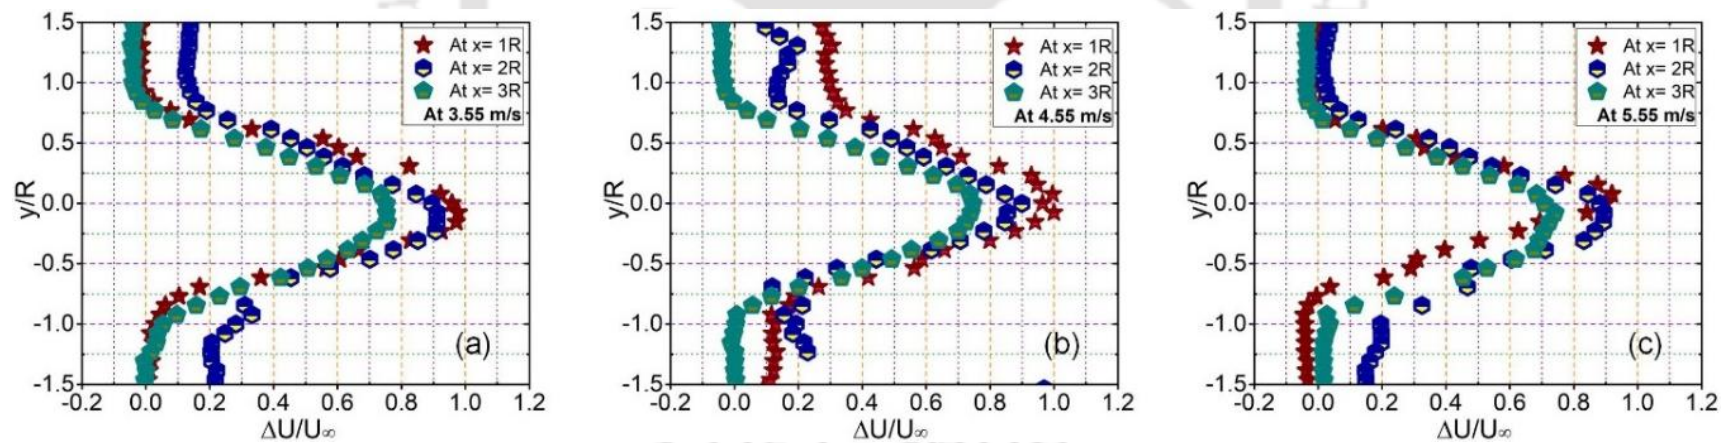 1.5
1.0
0.5
0.0
-0.5
-1.0
-1.5
y/R
-0.2 0.0 0.2 0.4 0.6 0.8 1.0 1.2
ΔU/U∞
At x= 1R
At x= 2R
At x= 3R
At 3.55 m/s
(a)
1.5
1.0
0.5
0.0
-0.5
-1.0
-1.5
y/R
-0.2 0.0 0.2 0.4 0.6 0.8 1.0 1.2
ΔU/U∞
At x= 1R
At x= 2R
At x= 3R
At 4.55 m/s
(b)
1.5
1.0
0.5
0.0
-0.5
-1.0
-1.5
y/R
-0.2 0.0 0.2 0.4 0.6 0.8 1.0 1.2
ΔU/U∞
At x= 1R
At x= 2R
At x= 3R
At 5.55 m/s
(c)